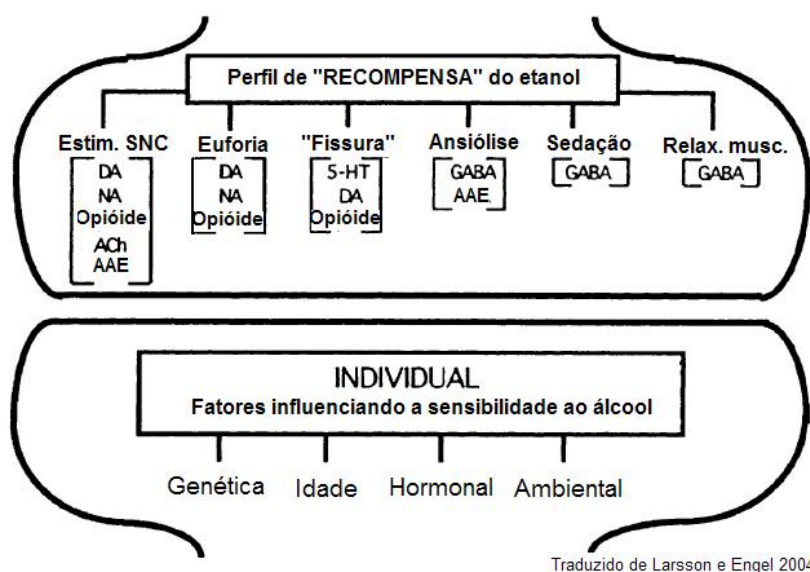 Perfil de "RECOMPENSA" do etanol
Estim. SNC
DA
NA
Opióide
ACh
AAE
Euforia
DA
NA
Opióide
"Fissura"
5-HT
DA
Opióide
Ansiólise
GABA
AAE
Sedação
GABA
Relax. musc.
GABA
INDIVIDUAL
Fatores influenciando a sensibilidade ao álcool
Genética
Idade
Hormonal
Ambiental
Traduzido de Larsson e Engel 2004